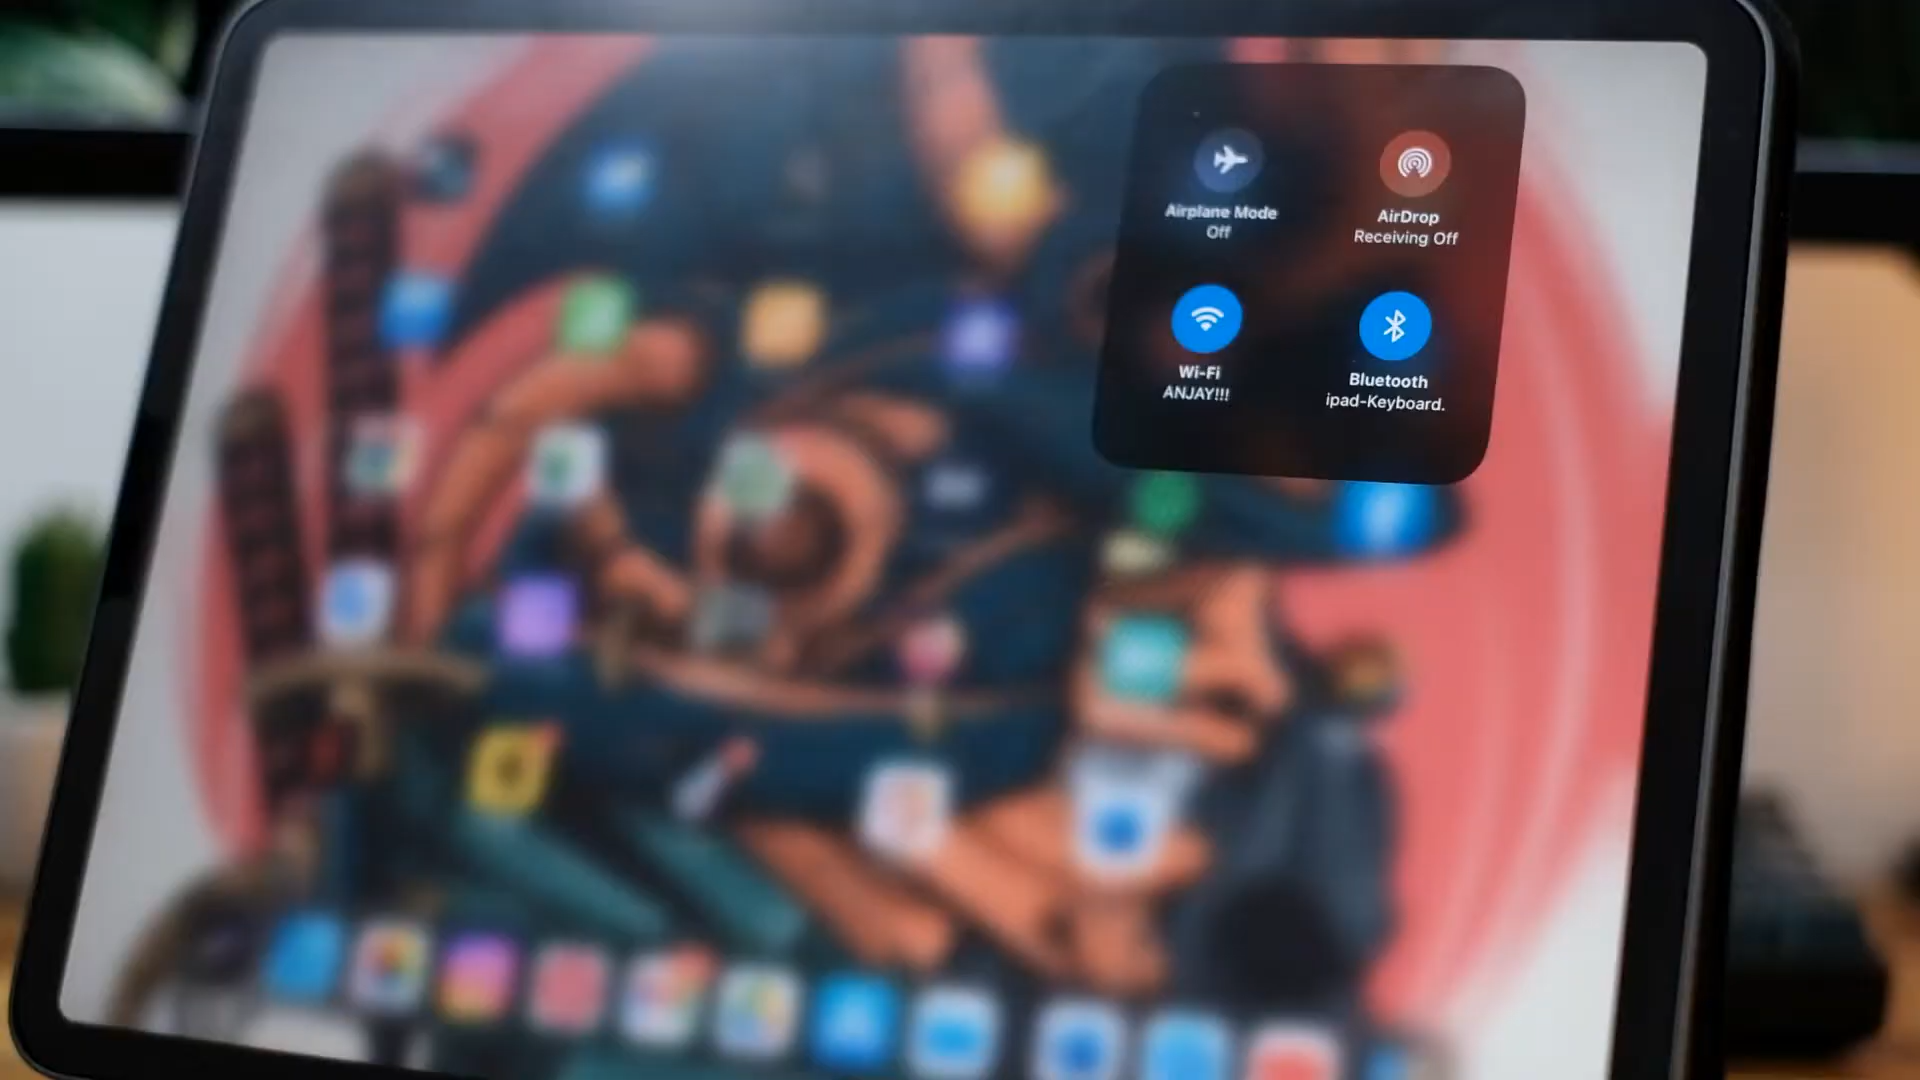 Airplane Mode
Off
AirDrop
Receiving Off
Wi-Fi
ANJAY!!!
Bluetooth
ipad-Keyboard.